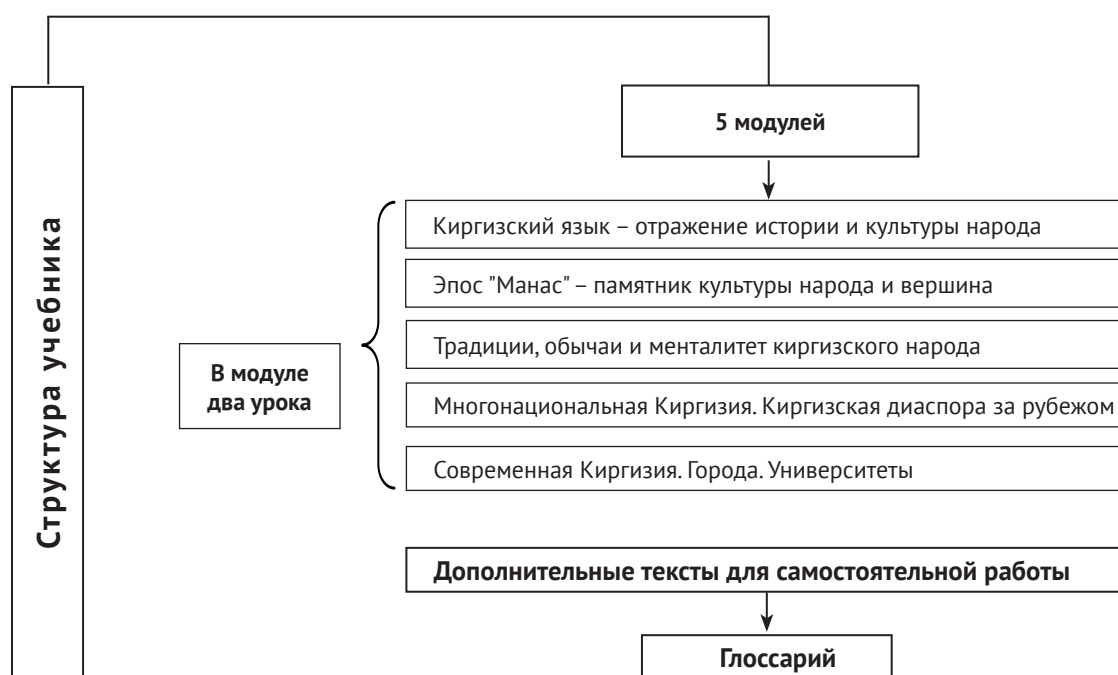 Структура учебника
5 модулей
Киргизский язык – отражение истории и культуры народа
Эпос "Манас" – памятник культуры народа и вершина
Традиции, обычаи и менталитет киргизского народа
В модуле
два урока
Многонациональная Киргизия. Киргизская диаспора за рубежом
Современная Киргизия. Города. Университеты
Дополнительные тексты для самостоятельной работы
Глоссарий